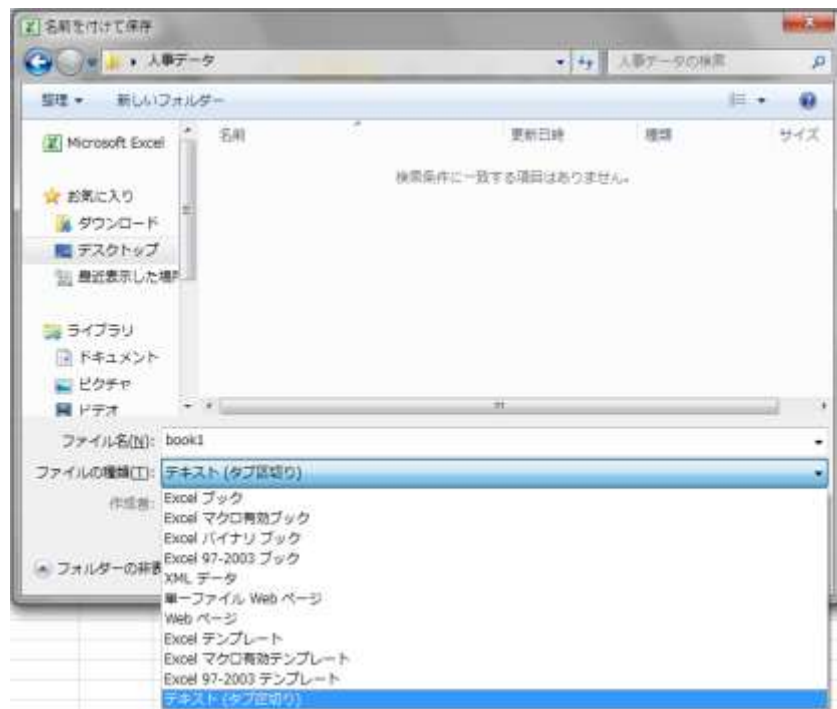 名前を付けて保存
人事データ
人事データの検索
整理
新しいフォルダー
Microsoft Excel
お気に入り
ダウンロード
デスクトップ
最近表示した場所
ライブラリ
ドキュメント
ピクチャ
ビデオ
名前
更新日時
種類
サイズ
検索条件に一致する項目はありません。
ファイル名(N): book1
ファイルの種類(T): テキスト (タブ区切り)
作成者:
フォルダーの非表
Excel ブック
Excel マクロ有効ブック
Excel バイナリ ブック
Excel 97-2003 ブック
XML データ
単一ファイル Web ページ
Web ページ
Excel テンプレート
Excel マクロ有効テンプレート
Excel 97-2003 テンプレート
テキスト (タブ区切り)